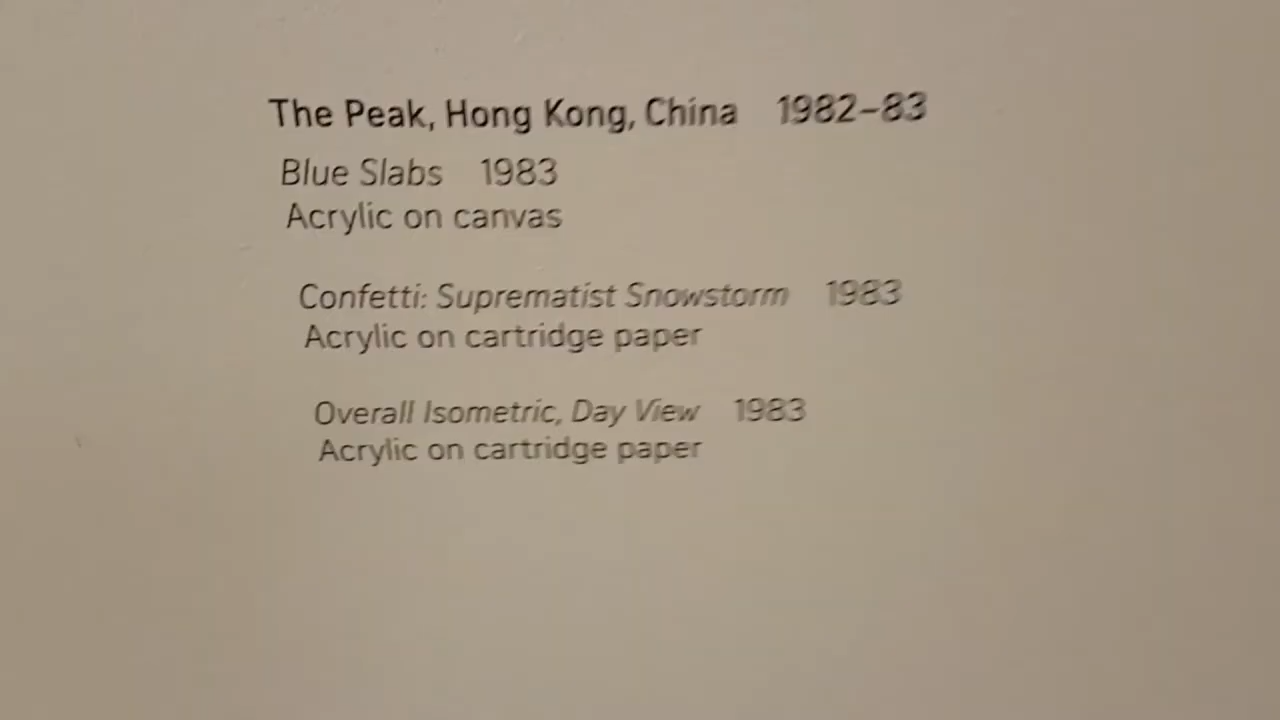 The Peak, Hong Kong, China 1982–83
Blue Slabs 1983
Acrylic on canvas
Confetti: Suprematist Snowstorm 1983
Acrylic on cartridge paper
Overall Isometric, Day View 1983
Acrylic on cartridge paper